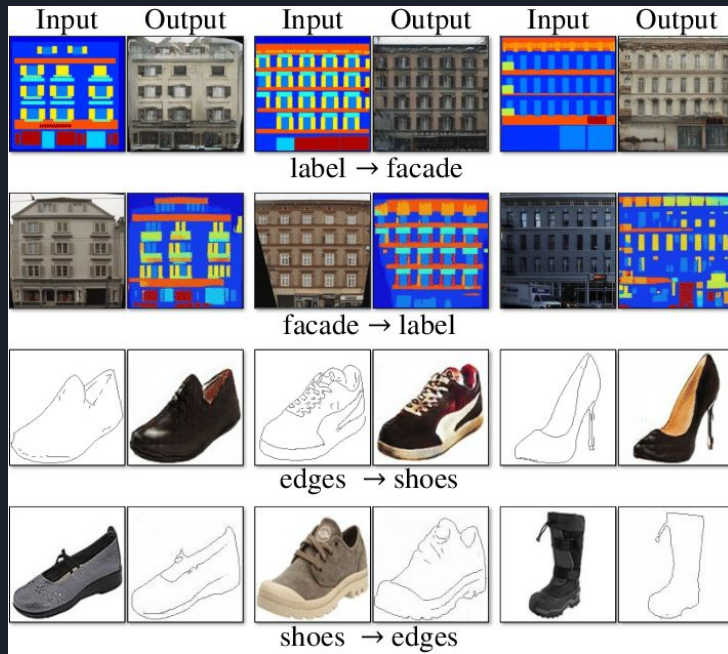 Input Output Input Output Input Output
label → facade
facade → label
edges → shoes
shoes → edges